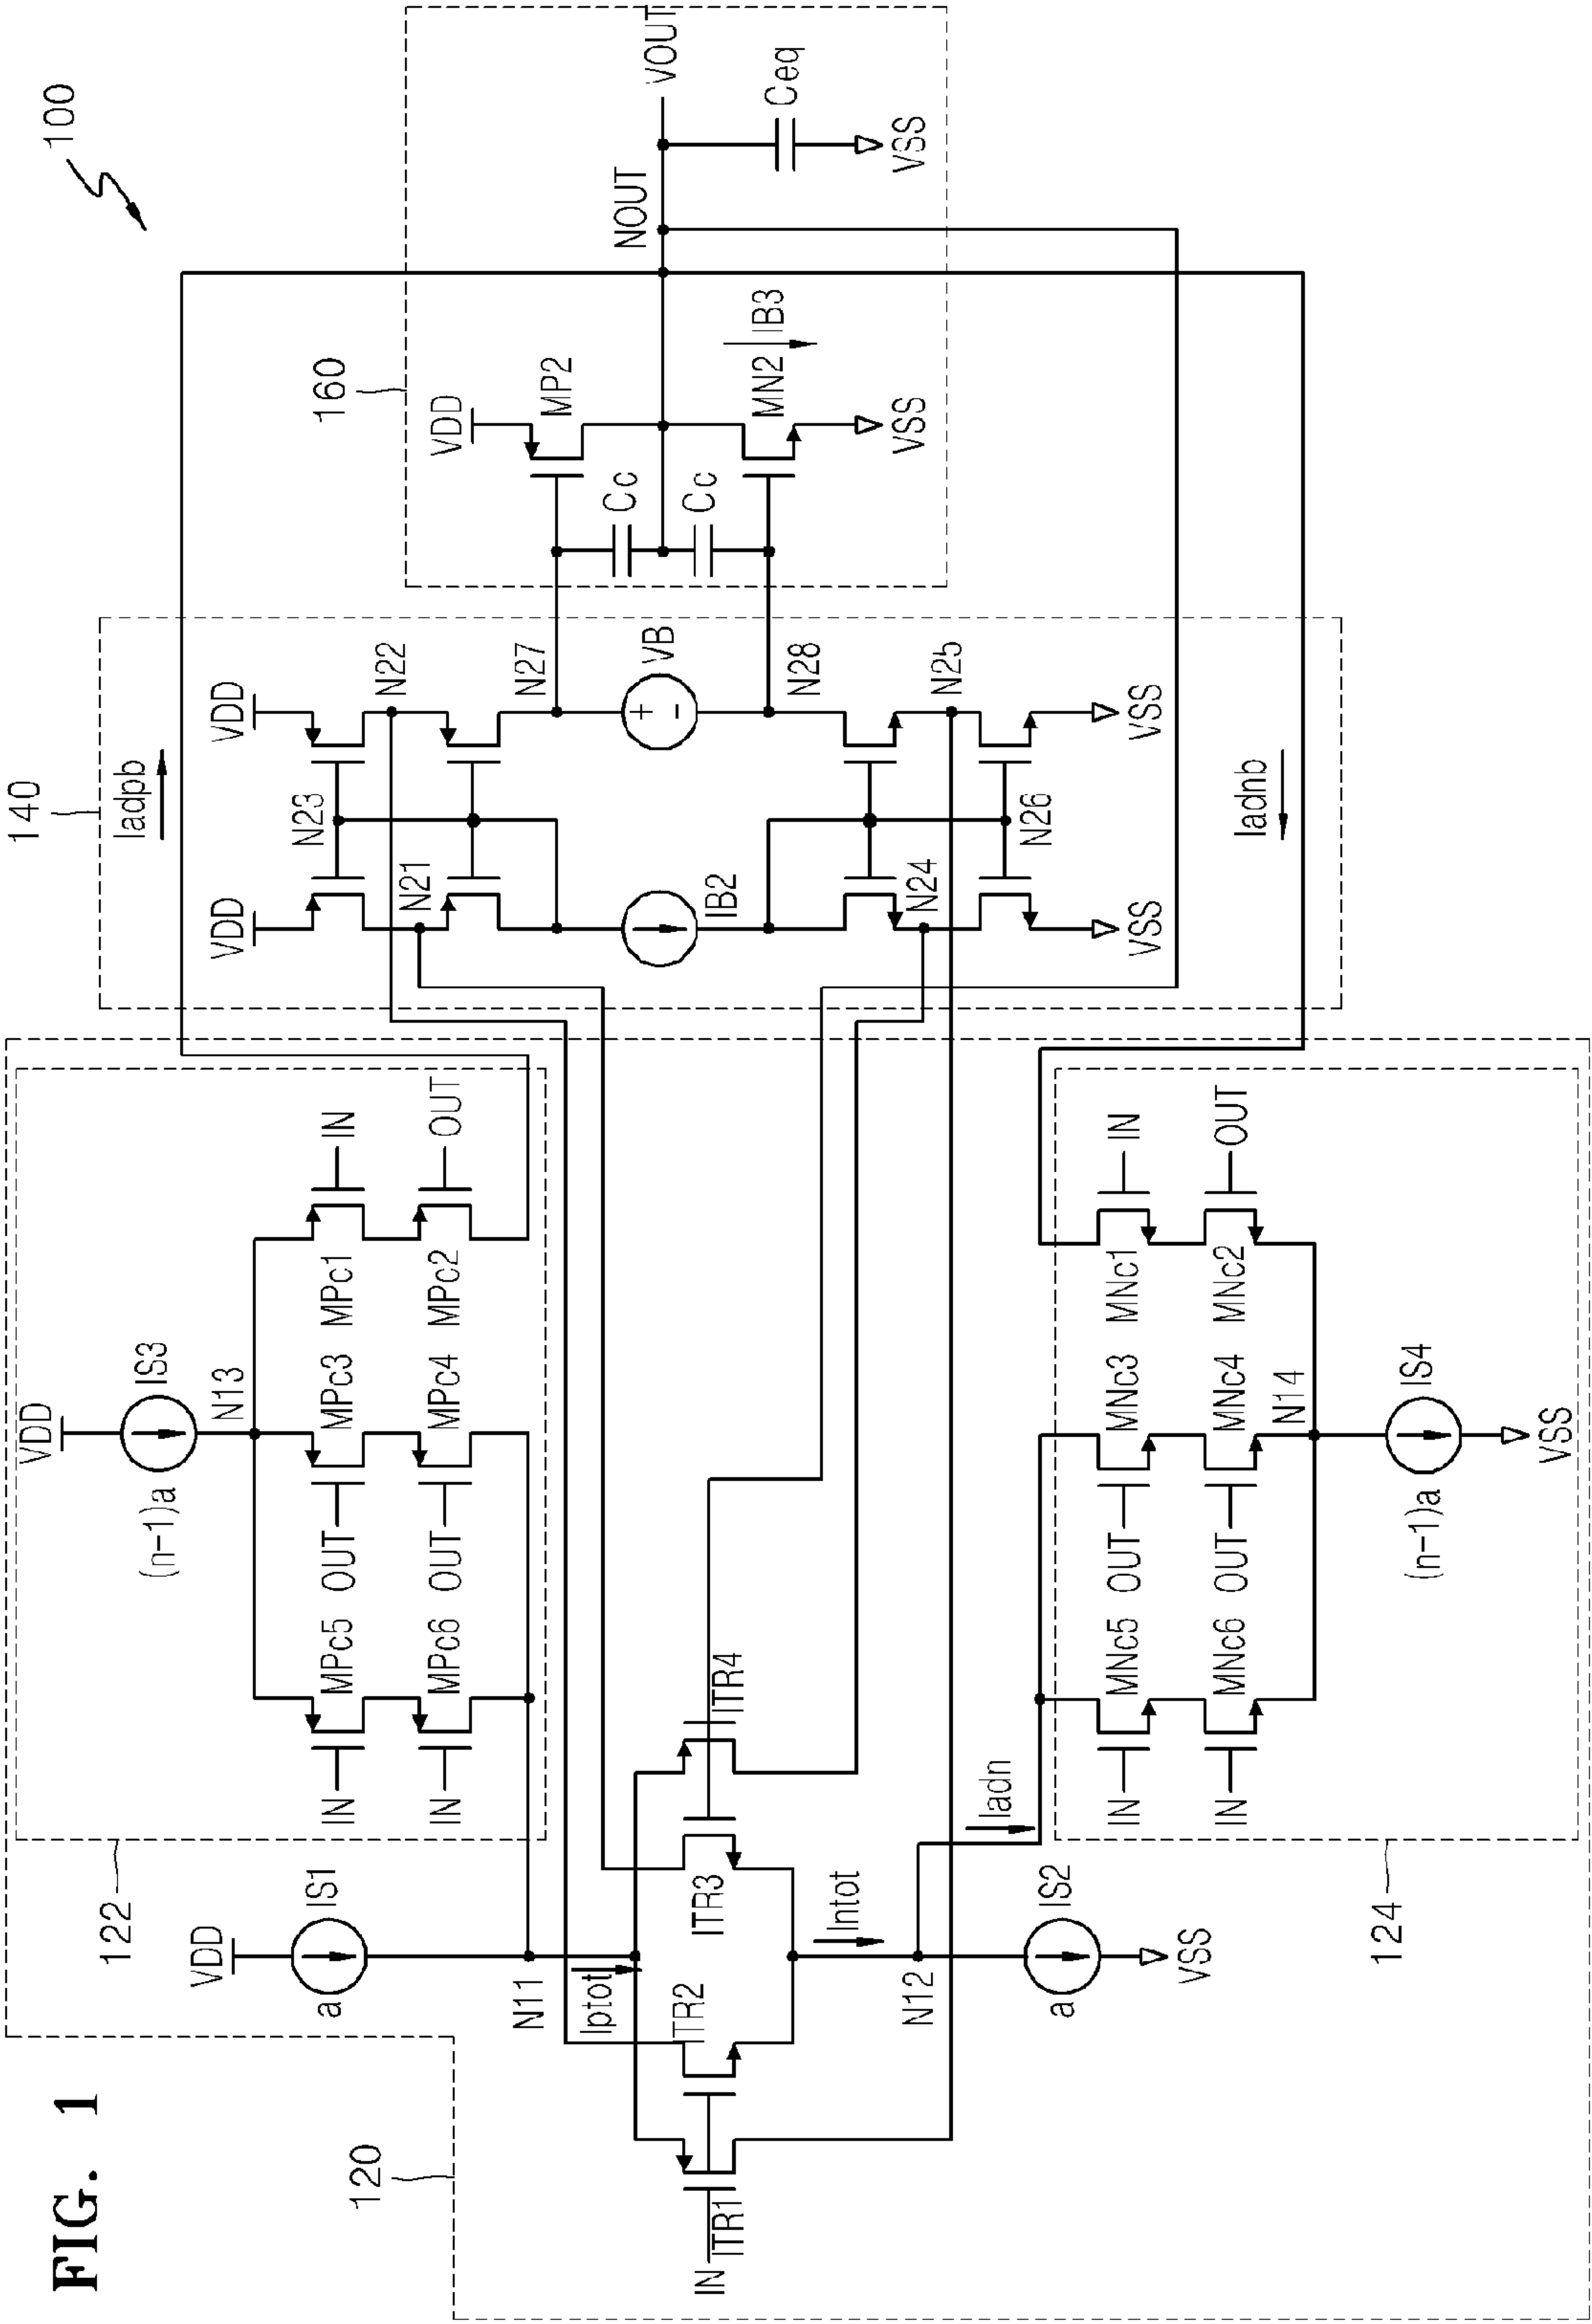 FIG. 1
100
120
122
124
140
160
VDD
IS3
(n-1)a
N13
MPc5
MPc3
MPc1
IN
OUT
IN
MPc6
MPc4
MPc2
IN
OUT
OUT
VDD
IS1
a
N11
Iptot
IN
ITR1
ITR2
ITR3
ITR4
Intot
N12
Iadn
IS2
a
VSS
MNc5
MNc3
MNc1
IN
OUT
IN
MNc6
MNc4
MNc2
IN
OUT
OUT
N14
IS4
(n-1)a
VSS
Iadpb
VDD
VDD
N23
N22
N21
N27
IB2
VB
+
-
N28
N24
N25
N26
VSS
VSS
Iadnb
VDD
MP2
Cc
Cc
MN2
IB3
VSS
NOUT
VOUT
Ceq
VSS